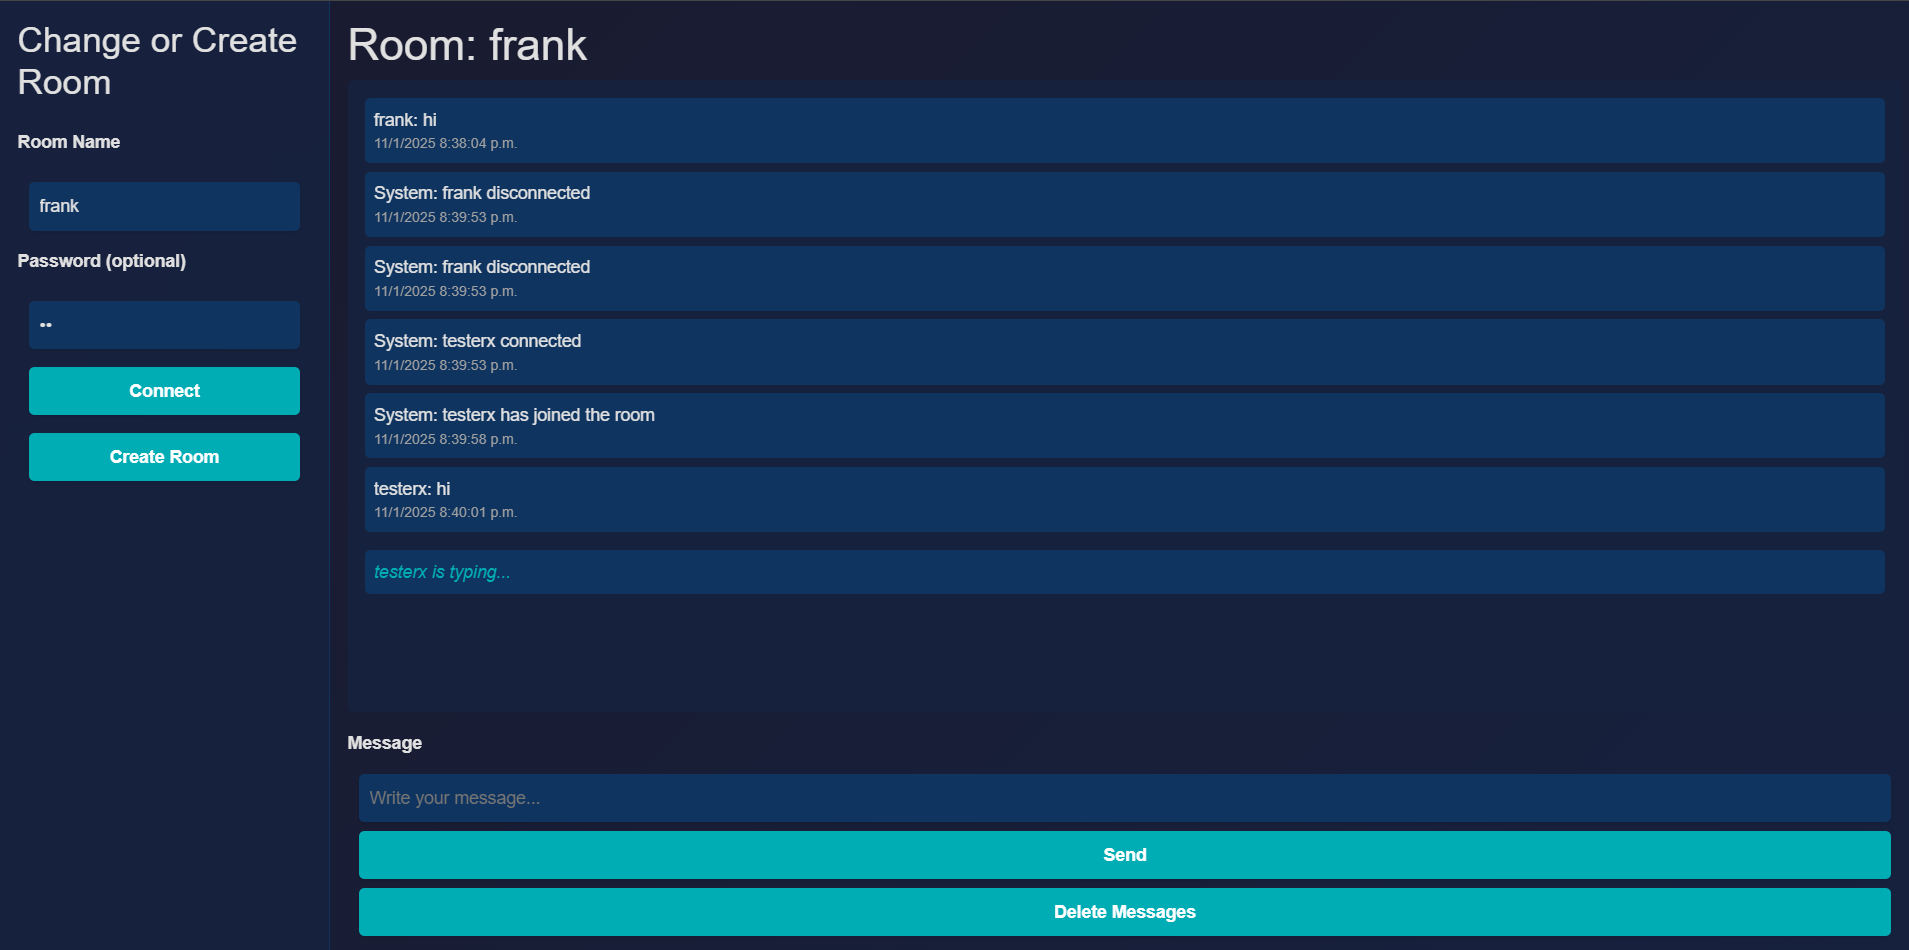 Change or Create
Room
Room Name
frank
Password (optional)
••
Connect
Create Room
Room: frank
frank: hi
11/1/2025 8:38:04 p.m.
System: frank disconnected
11/1/2025 8:39:53 p.m.
System: frank disconnected
11/1/2025 8:39:53 p.m.
System: testerx connected
11/1/2025 8:39:53 p.m.
System: testerx has joined the room
11/1/2025 8:39:58 p.m.
testerx: hi
11/1/2025 8:40:01 p.m.
testerx is typing...
Message
Write your message...
Send
Delete Messages